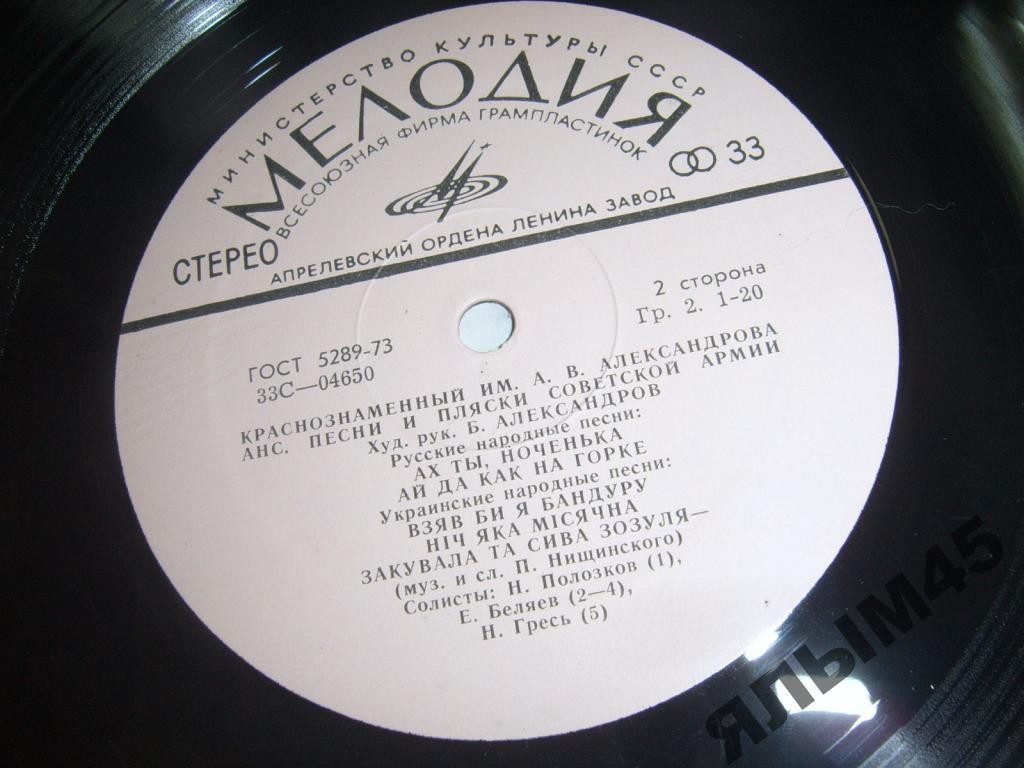 МИНИСТЕРСТВО КУЛЬТУРЫ СССР
МЕЛОДИЯ
ВСЕСОЮЗНАЯ ФИРМА ГРАМПЛАСТИНОК
33
СТЕРЕО
АПРЕЛЕВСКИЙ ОРДЕНА ЛЕНИНА ЗАВОД
2 сторона
Гр. 2. 1-20
ГОСТ 5289-73
33С—04650
КРАСНОЗНАМЕННЫЙ ИМ. А. В. АЛЕКСАНДРОВА
АНС. ПЕСНИ И ПЛЯСКИ СОВЕТСКОЙ АРМИИ
Худ. рук. Б. АЛЕКСАНДРОВ
Русские народные песни:
АХ ТЫ, НОЧЕНЬКА
АЙ ДА КАК НА ГОРКЕ
Украинские народные песни:
ВЗЯВ БИ Я БАНДУРУ
НІЧ ЯКА МІСЯЧНА
ЗАКУВАЛА ТА СИВА ЗОЗУЛЯ—
(муз. и сл. П. Нищинского)
Солисты: Н. Полозков (1),
Е. Беляев (2—4),
Н. Гресь (5)
ЯЛЫМ45